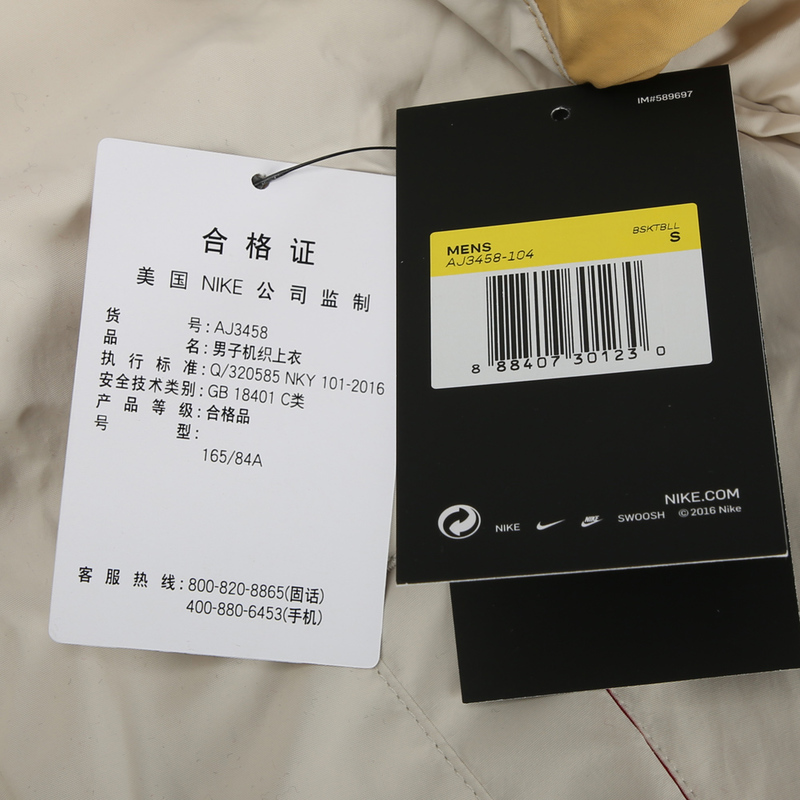 合格证
美国 NIKE 公司监制
货号:AJ3458
品名:男子机织上衣
执行标准:Q/320585 NKY 101-2016
安全技术类别:GB 18401 C类
产品等级:合格品
号型:
165/84A
客服热线:800-820-8865(固话)
400-880-6453(手机)
IM#589697
MENS
BSKTBLL
AJ3458-104
S
8 88407 30123 0
NIKE.COM
NIKE
SWOOSH
©2016 Nike